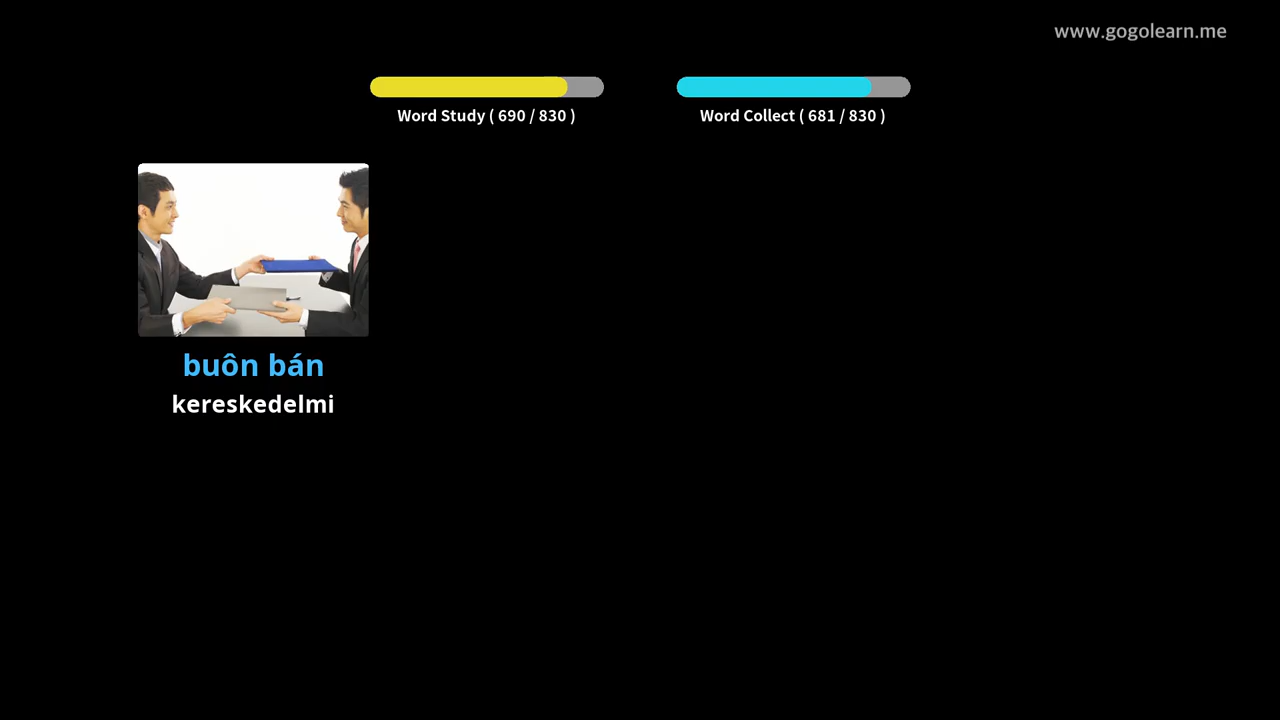 www.gogolearn.me
Word Study ( 690 / 830 )
Word Collect ( 681 / 830 )
buôn bán
kereskedelmi